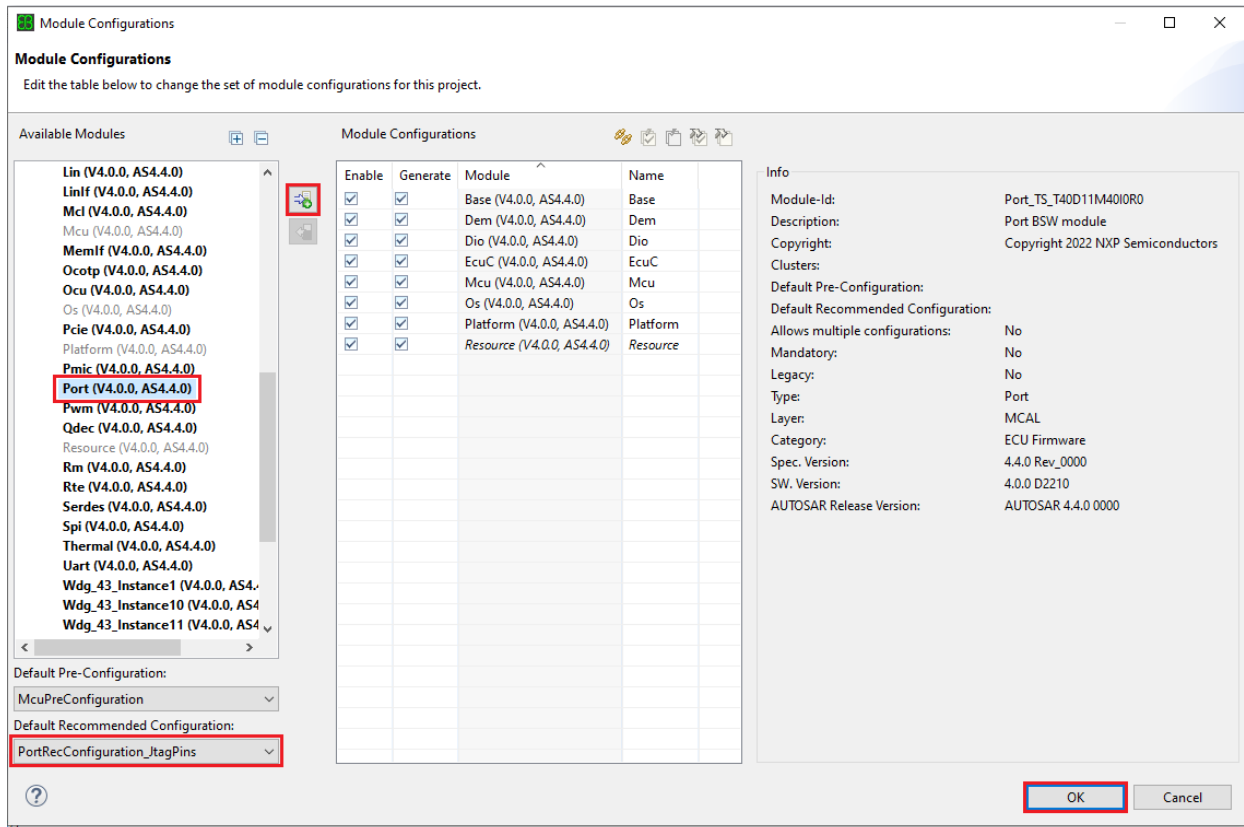 Module Configurations
Module Configurations
Edit the table below to change the set of module configurations for this project.
Available Modules
Lin (V4.0.0, AS4.4.0)
LinIf (V4.0.0, AS4.4.0)
Mcl (V4.0.0, AS4.4.0)
Mcu (V4.0.0, AS4.4.0)
MemIf (V4.0.0, AS4.4.0)
Ocotp (V4.0.0, AS4.4.0)
Ocu (V4.0.0, AS4.4.0)
Os (V4.0.0, AS4.4.0)
Pcie (V4.0.0, AS4.4.0)
Platform (V4.0.0, AS4.4.0)
Pmic (V4.0.0, AS4.4.0)
Port (V4.0.0, AS4.4.0)
Pwm (V4.0.0, AS4.4.0)
Qdec (V4.0.0, AS4.4.0)
Resource (V4.0.0, AS4.4.0)
Rm (V4.0.0, AS4.4.0)
Rte (V4.0.0, AS4.4.0)
Serdes (V4.0.0, AS4.4.0)
Spi (V4.0.0, AS4.4.0)
Thermal (V4.0.0, AS4.4.0)
Uart (V4.0.0, AS4.4.0)
Wdg_43_Instance1 (V4.0.0, AS4.
Wdg_43_Instance10 (V4.0.0, AS4
Wdg_43_Instance11 (V4.0.0, AS4
Default Pre-Configuration:
McuPreConfiguration
Default Recommended Configuration:
PortRecConfiguration_JtagPins
Module Configurations
Enable Generate Module Name
Base (V4.0.0, AS4.4.0) Base
Dem (V4.0.0, AS4.4.0) Dem
Dio (V4.0.0, AS4.4.0) Dio
EcuC (V4.0.0, AS4.4.0) EcuC
Mcu (V4.0.0, AS4.4.0) Mcu
Os (V4.0.0, AS4.4.0) Os
Platform (V4.0.0, AS4.4.0) Platform
Resource (V4.0.0, AS4.4.0) Resource
Info
Module-Id: Port_TS_T40D11M40I0R0
Description: Port BSW module
Copyright: Copyright 2022 NXP Semiconductors
Clusters:
Default Pre-Configuration:
Default Recommended Configuration:
Allows multiple configurations: No
Mandatory: No
Legacy: No
Type: Port
Layer: MCAL
Category: ECU Firmware
Spec. Version: 4.4.0 Rev_0000
SW. Version: 4.0.0 D2210
AUTOSAR Release Version: AUTOSAR 4.4.0 0000
?
OK
Cancel